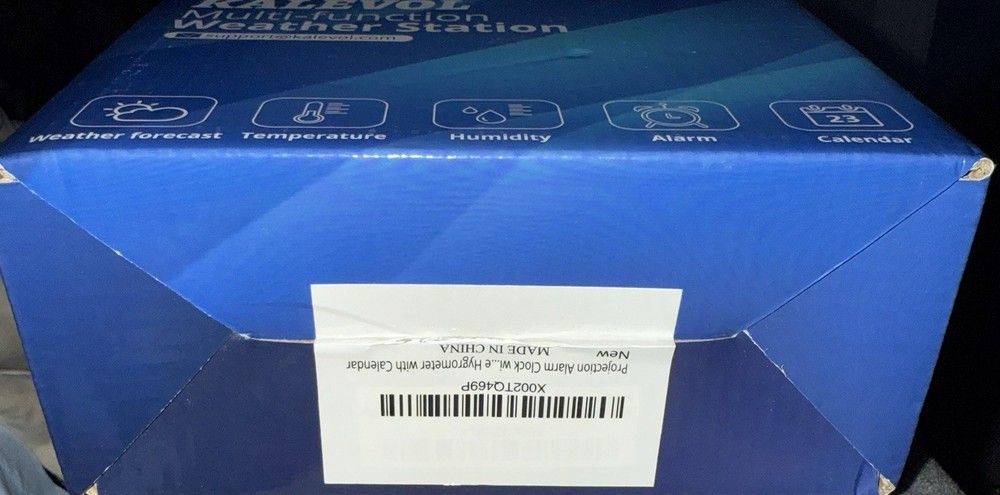 KALEVOL
Multi-function
Weather Station
support@kalevol.com
Weather forecast
Temperature
Humidity
Alarm
23
Calendar
X002TQ469P
Projection Alarm Clock wi...e Hygrometer with Calendar
New
MADE IN CHINA